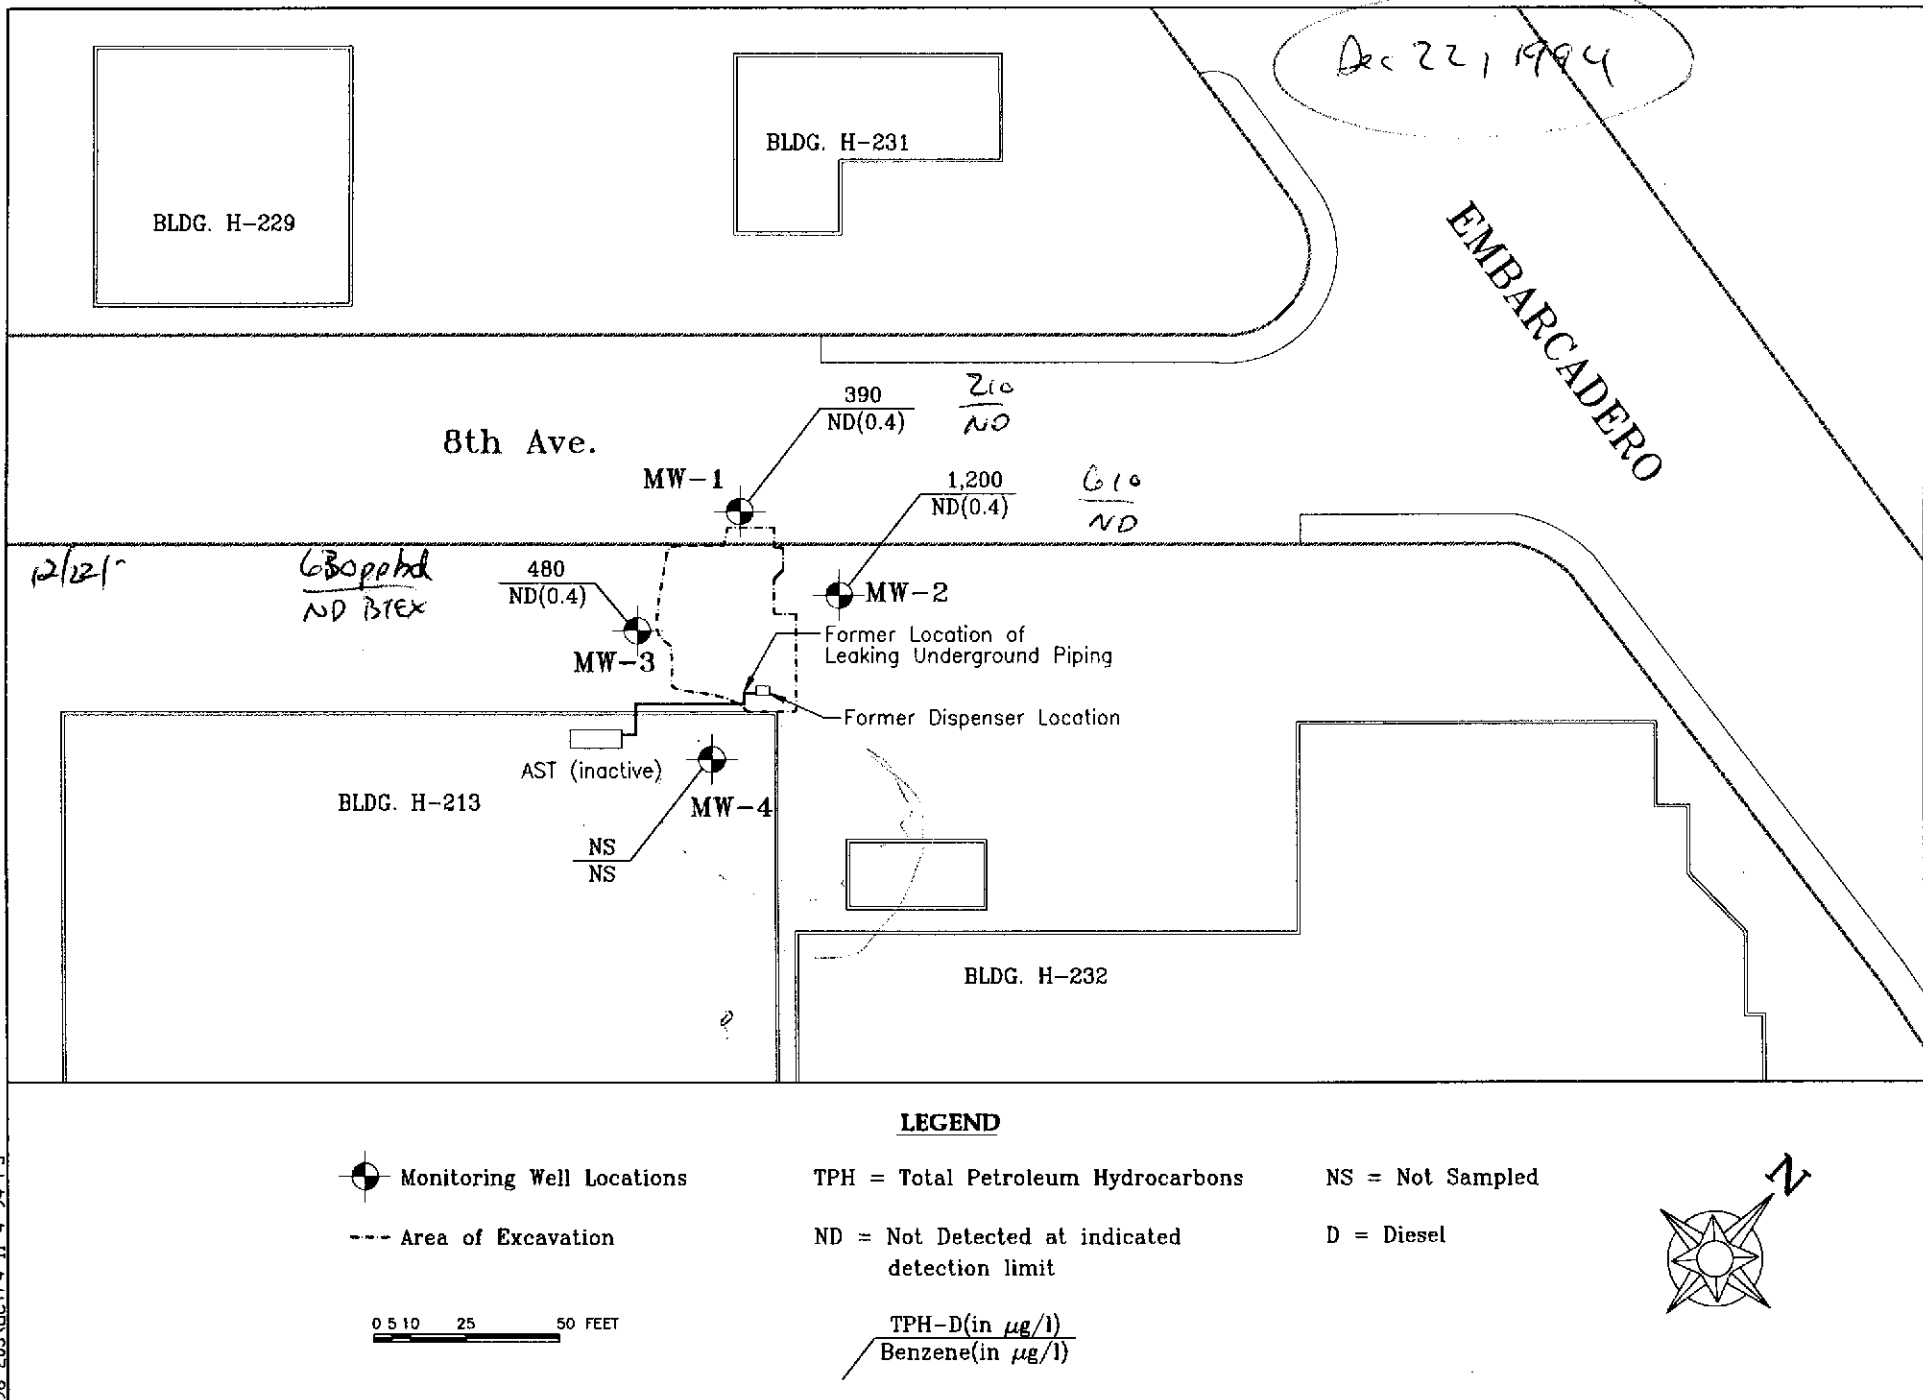 Dec 22, 1994
BLDG. H-229
BLDG. H-231
EMBARCADERO
8th Ave.
390
ND(0.4)
210
ND
MW-1
1,200
ND(0.4)
610
ND
MW-2
12/22/
630 ppb d
ND BTEX
480
ND(0.4)
MW-3
Former Location of
Leaking Underground Piping
Former Dispenser Location
AST (inactive)
BLDG. H-213
MW-4
NS
NS
BLDG. H-232
LEGEND
Monitoring Well Locations
TPH = Total Petroleum Hydrocarbons
NS = Not Sampled
Area of Excavation
ND = Not Detected at indicated
detection limit
D = Diesel
N
0 5 10 25 50 FEET
TPH-D(in μg/l)
Benzene(in μg/l)